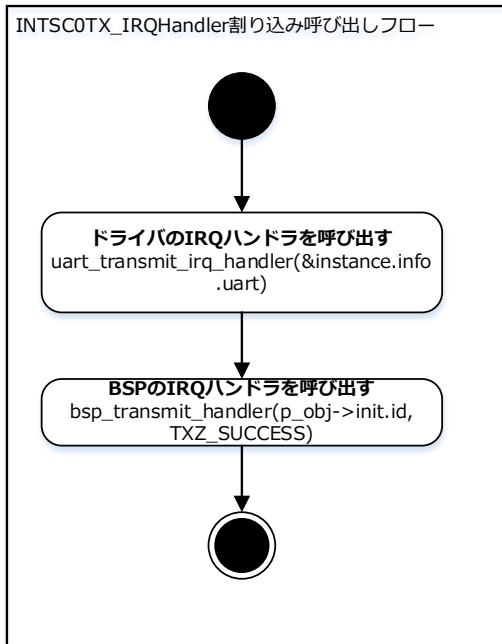 INTSC0TX_IRQHandler割り込み呼び出しフロー
ドライバのIRQハンドラを呼び出す
uart_transmit_irq_handler(&instance.info
.uart)
BSPのIRQハンドラを呼び出す
bsp_transmit_handler(p_obj->init.id,
TXZ_SUCCESS)